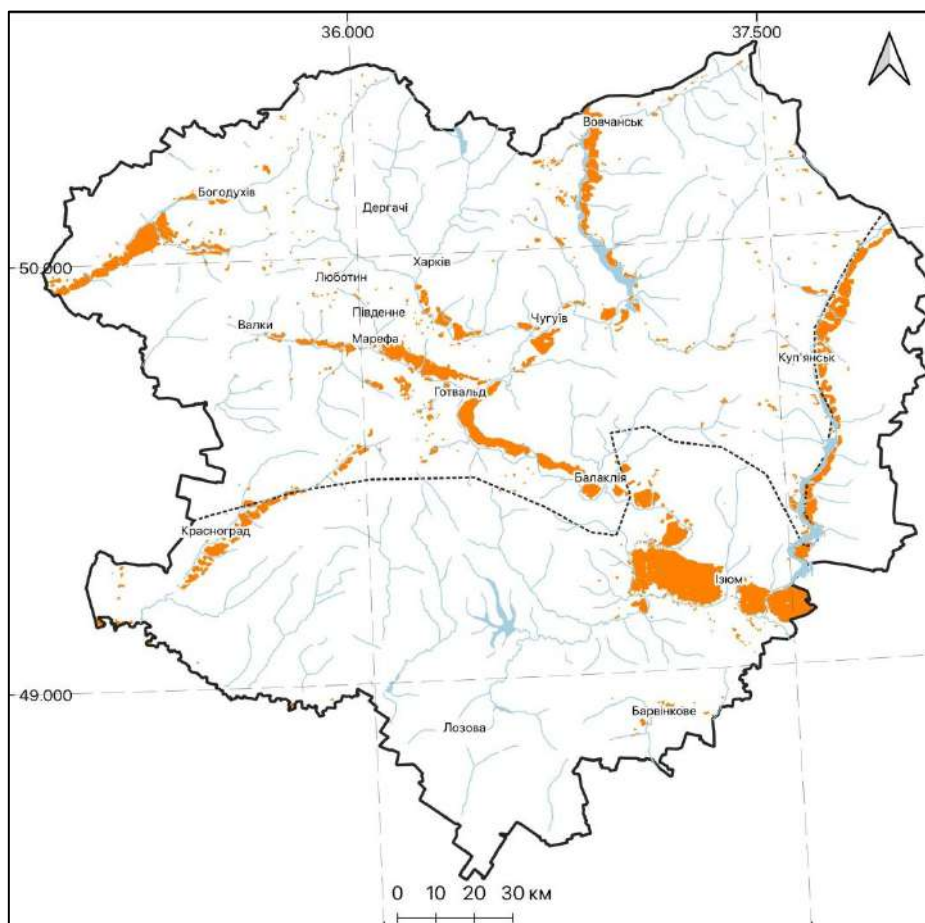 36.000
37.500
Вовчанськ
Богодухів
Дергачі
Харків
50.000
Люботин
Південне
Чугуїв
Валки
Марефа
Куп'янськ
Готвальд
Балаклія
Красноград
Ізюм
49.000
Барвінкове
Лозова
0 10 20 30 км